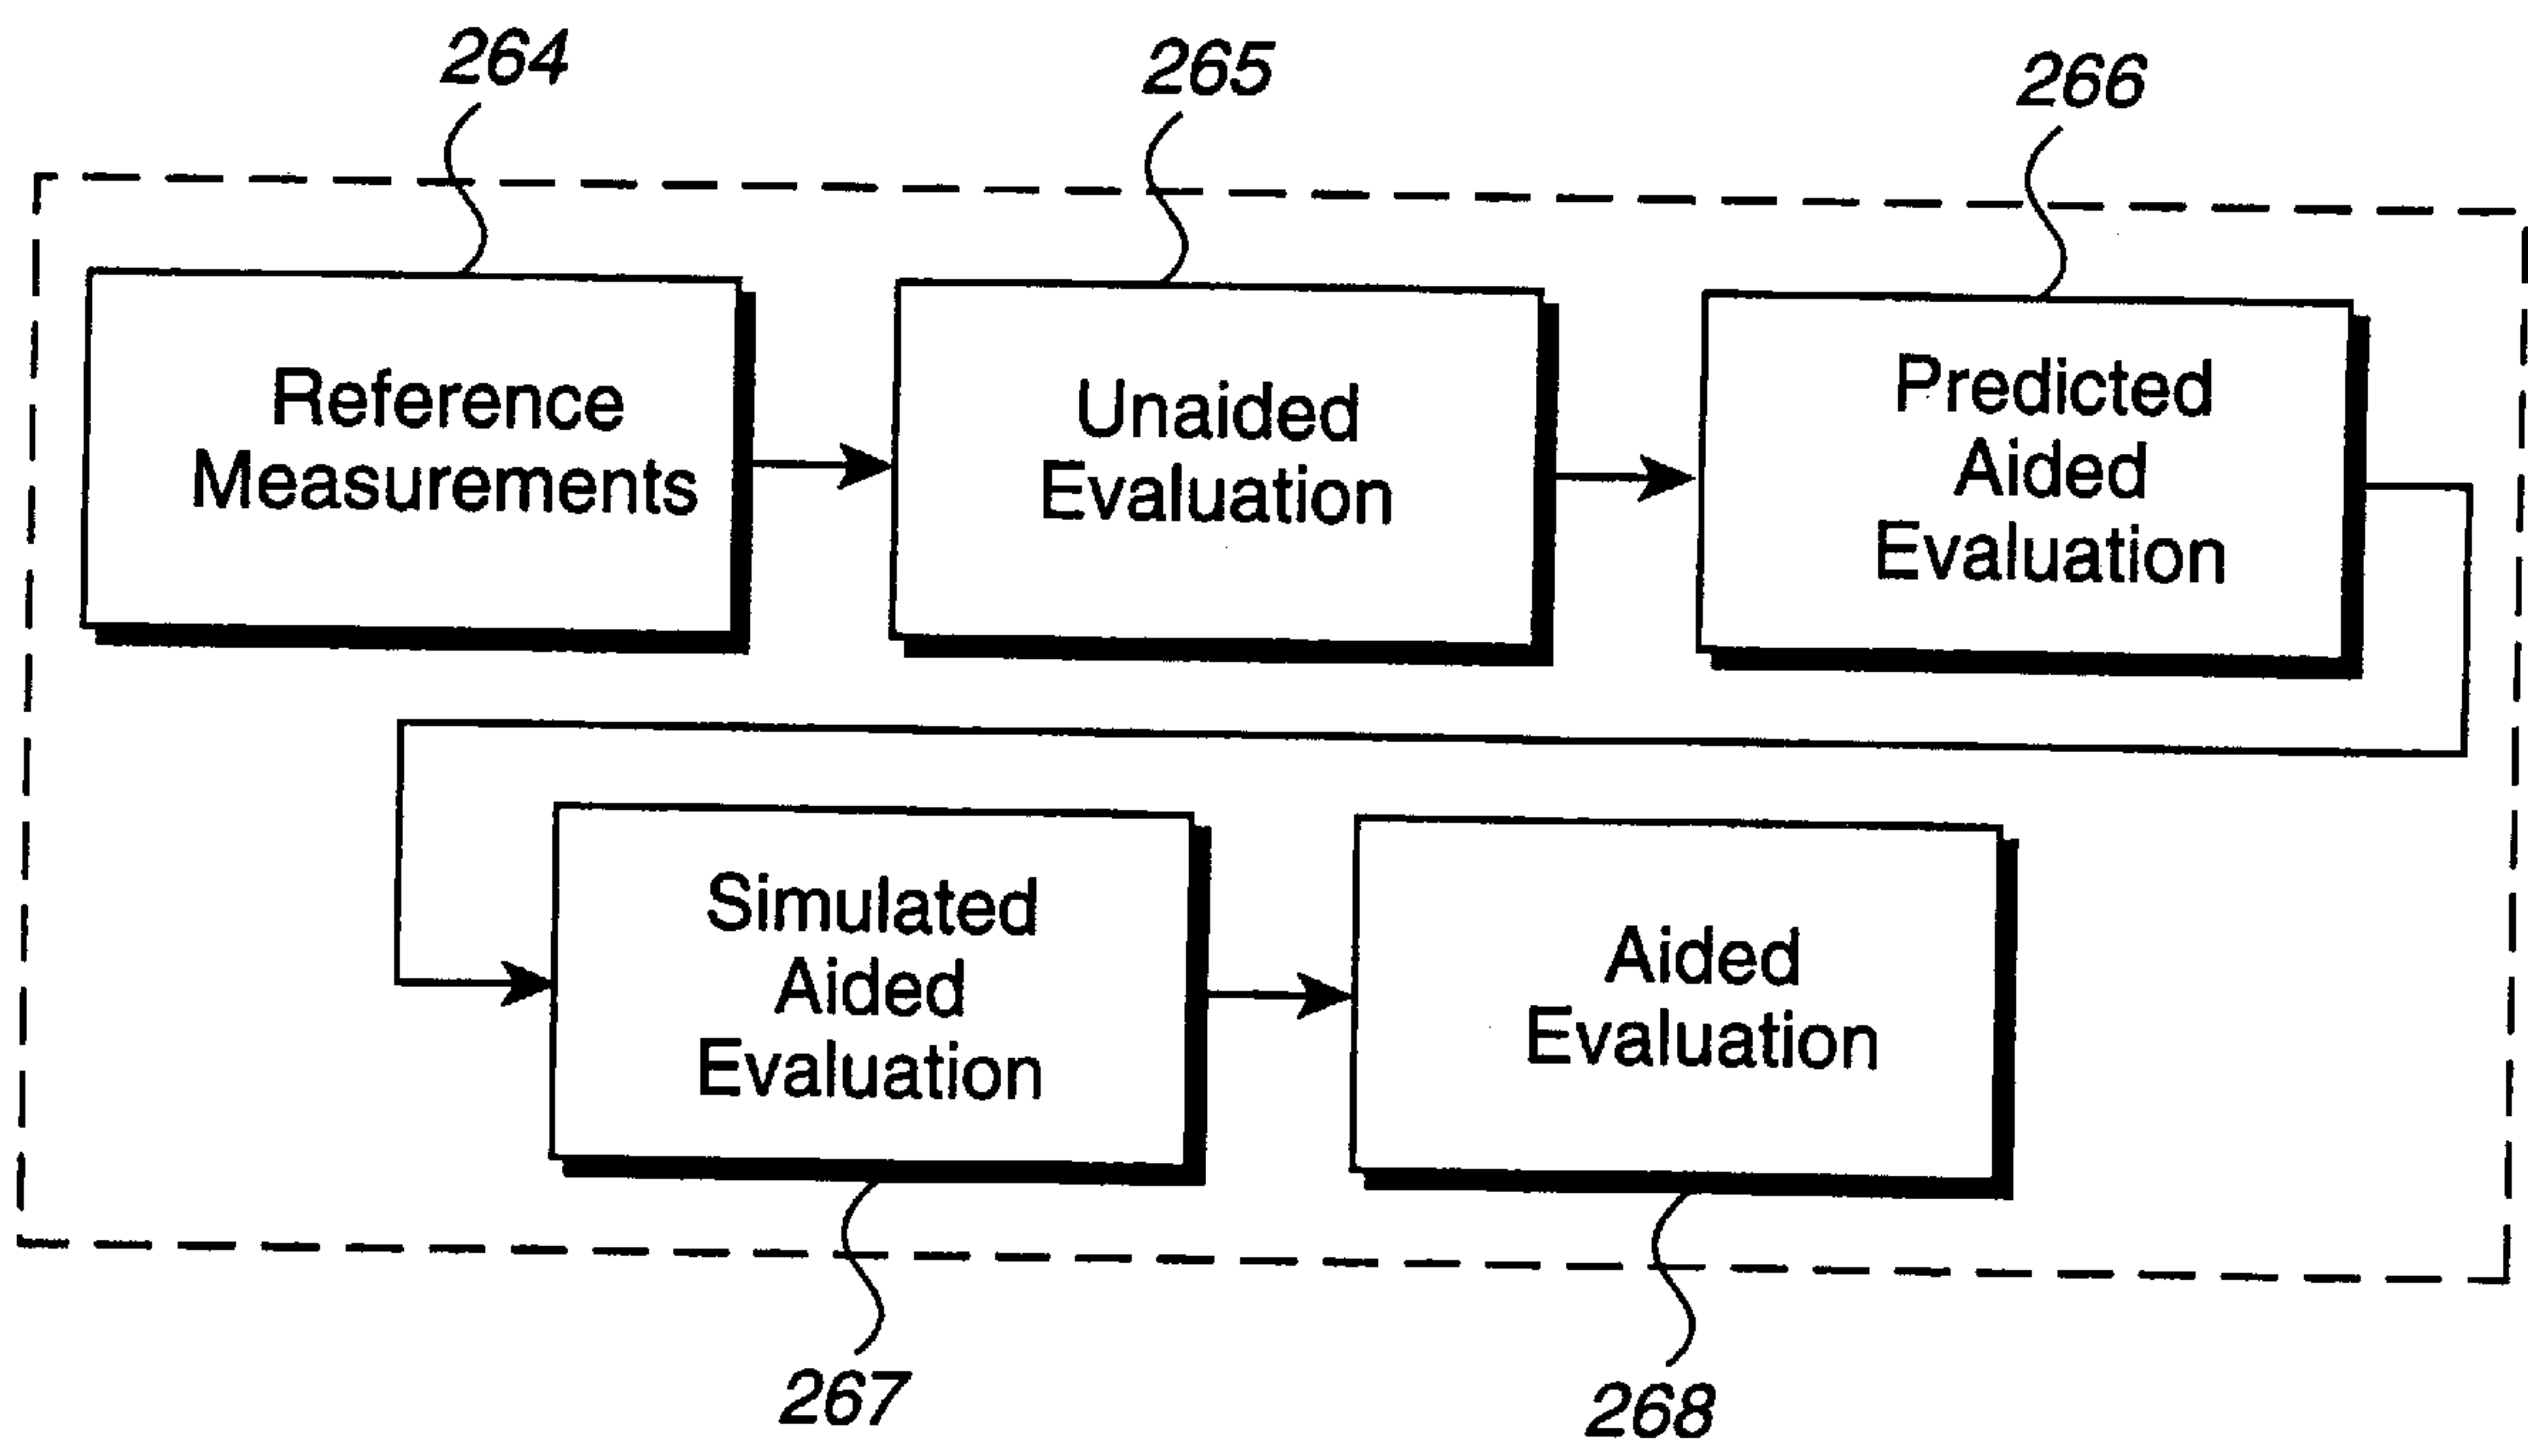 264
265
266
Reference
Measurements
Unaided
Evaluation
Predicted
Aided
Evaluation
Simulated
Aided
Evaluation
Aided
Evaluation
267
268